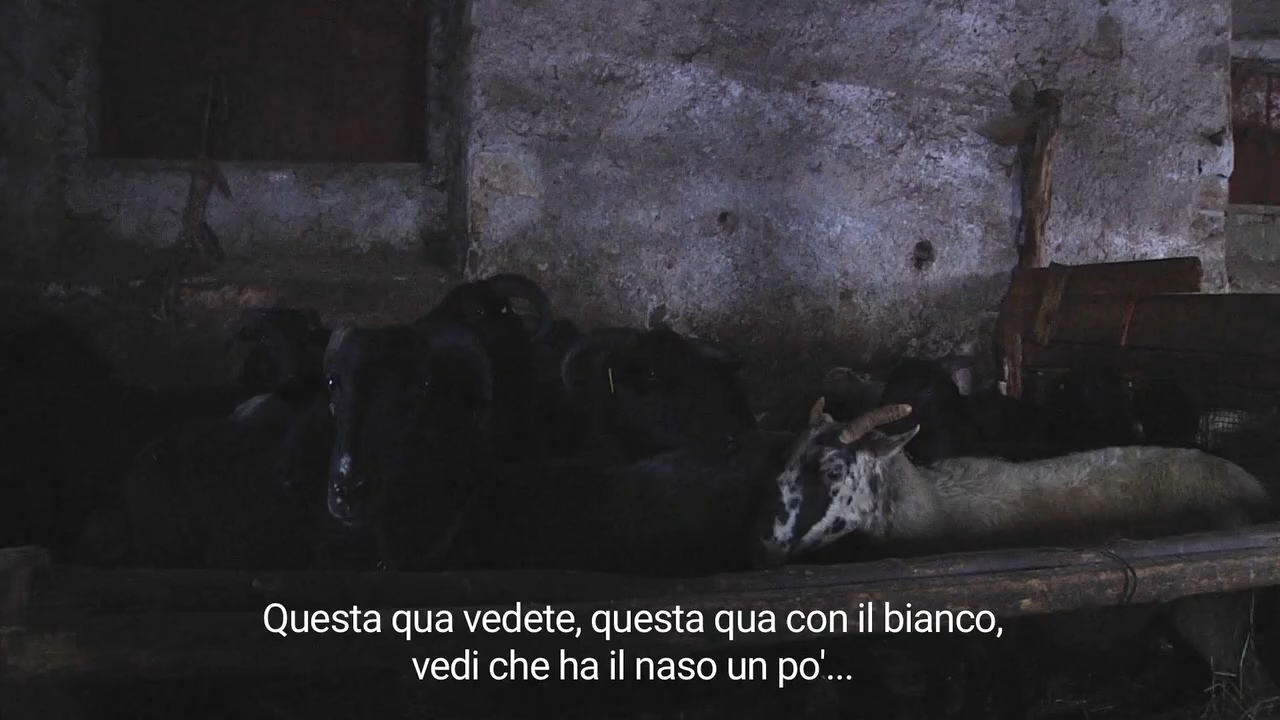 Questa qua vedete, questa qua con il bianco,
vedi che ha il naso un po'...